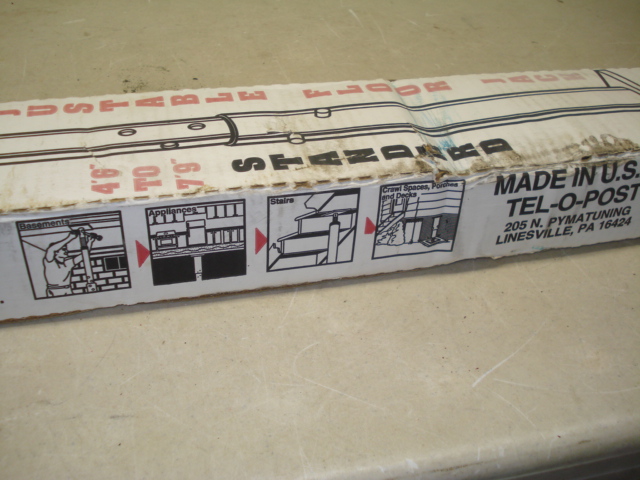 JUSTABLE FLOOR JACK
4'6"
TO
7'9"
STANDARD
Basements
Appliances
Stairs
Crawl Spaces, Porches
and Decks
MADE IN U.S.
TEL-O-POST
205 N. PYMATUNING
LINESVILLE, PA 16424